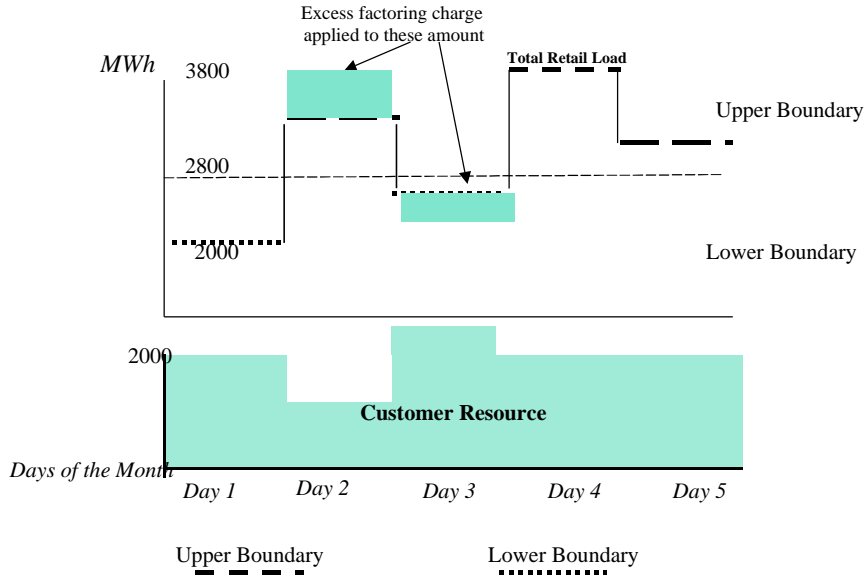 Excess factoring charge
applied to these amount
MWh
3800
Total Retail Load
Upper Boundary
2800
2000
Lower Boundary
2000
Customer Resource
Days of the Month
Day 1
Day 2
Day 3
Day 4
Day 5
Upper Boundary
Lower Boundary